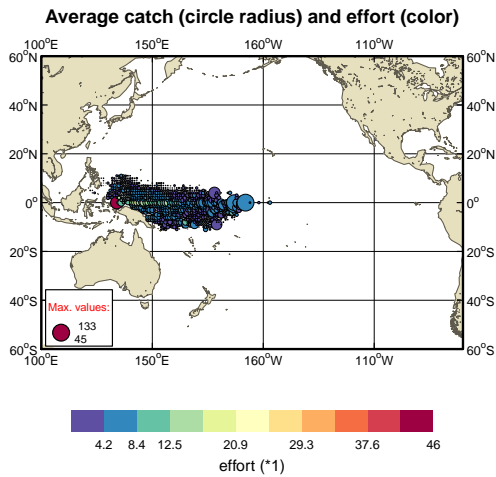 Average catch (circle radius) and effort (color)
100°E 150°E 160°W 110°W
60°N 60°N
40°N 40°N
20°N 20°N
0° 0°
20°S 20°S
40°S 40°S
60°S 60°S
Max. values:
133
45
100°E 150°E 160°W 110°W
4.2 8.4 12.5 20.9 29.3 37.6 46
effort (*1)